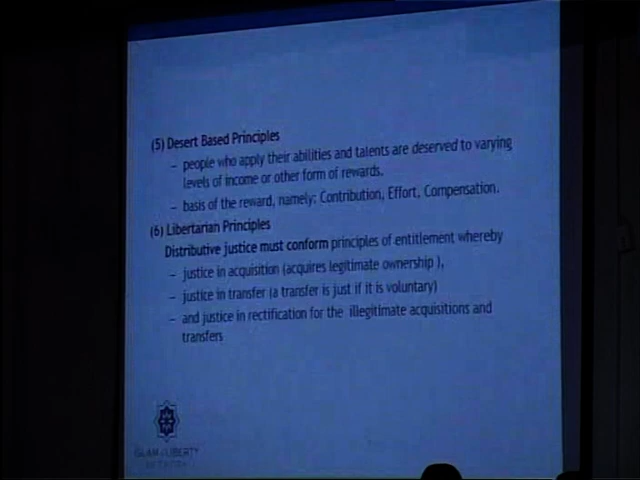 (5) Desert Based Principles
– people who apply their abilities and talents are deserved to varying
levels of income or other form of rewards.
– basis of the reward, namely: Contribution, Effort, Compensation.
(6) Libertarian Principles
Distributive justice must conform principles of entitlement whereby
– justice in acquisition (acquires legitimate ownership ),
– justice in transfer (a transfer is just if it is voluntary)
– and justice in rectification for the illegitimate acquisitions and
transfers
ISLAM & LIBERTY
NETWORK